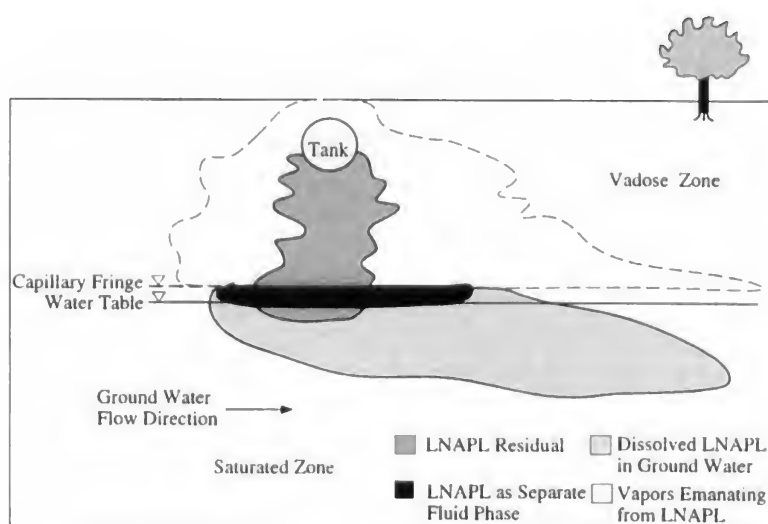 Tank
Vadose Zone
Capillary Fringe
Water Table
Ground Water
Flow Direction
Saturated Zone
LNAPL Residual
Dissolved LNAPL
in Ground Water
LNAPL as Separate
Fluid Phase
Vapors Emanating
from LNAPL